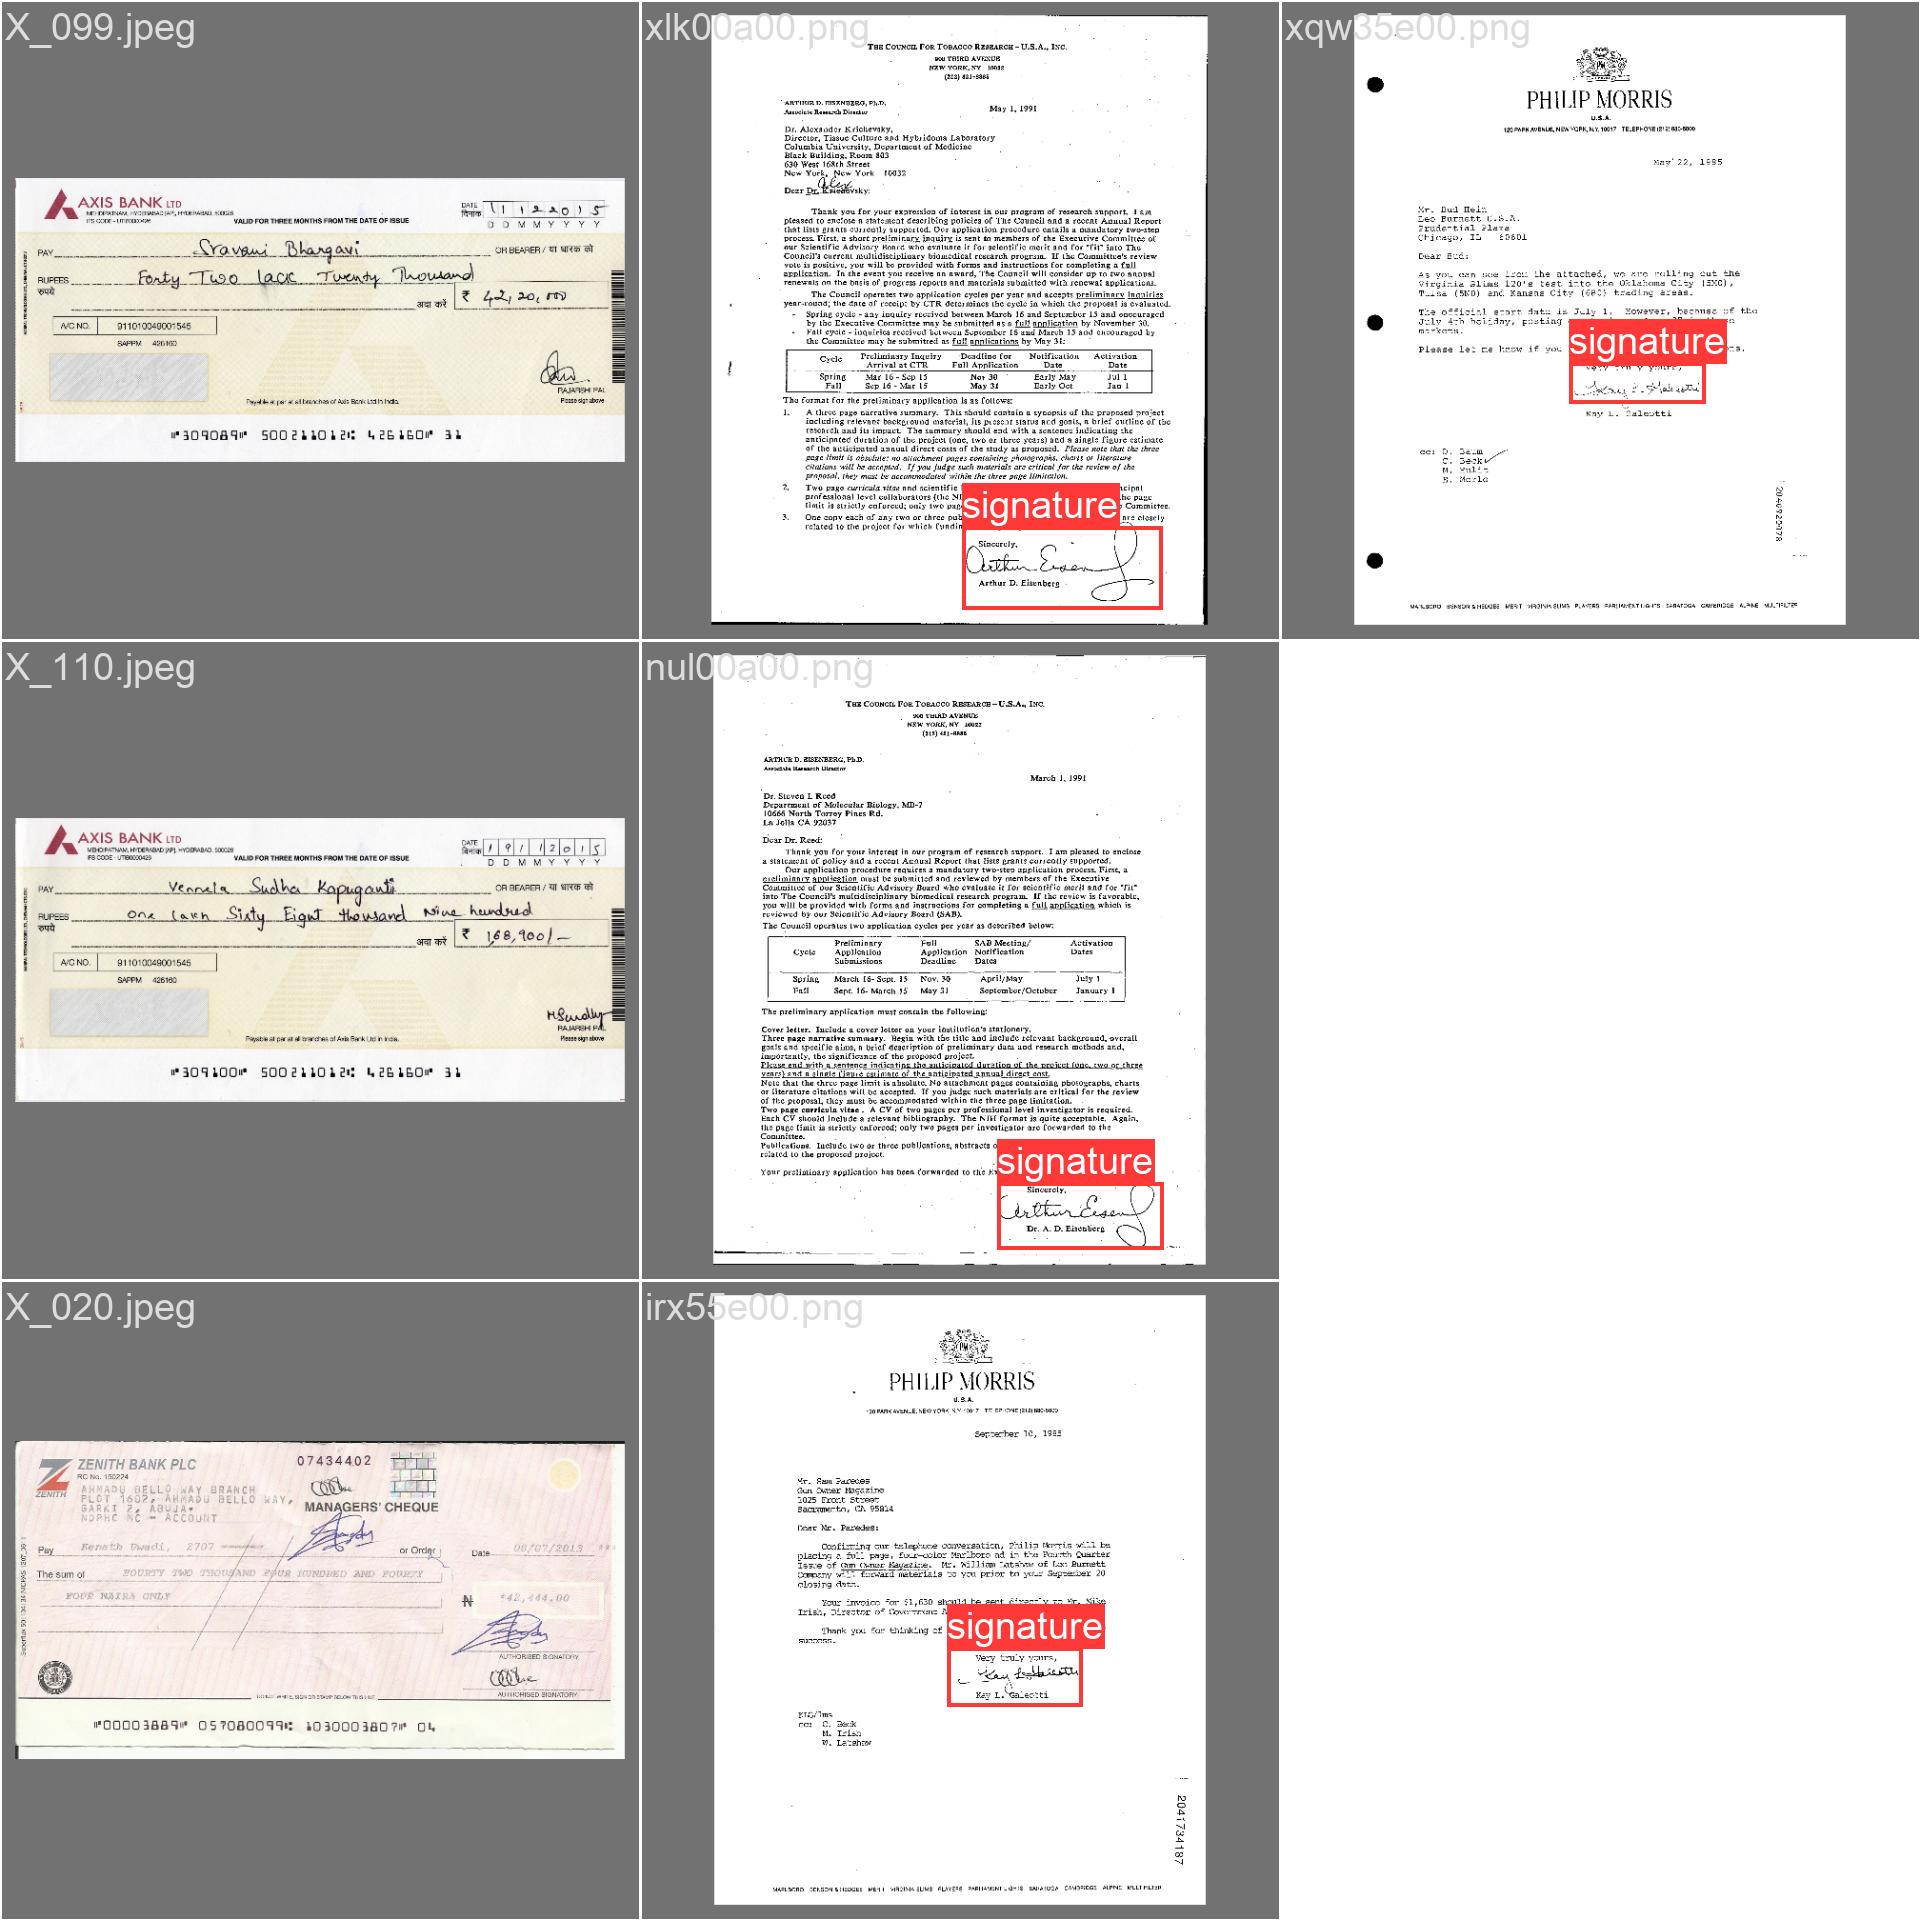 X_099.jpeg
AXIS BANK LTD
VALID FOR THREE MONTHS FROM THE DATE OF ISSUE
DATE 11122015
दिनांक D D M M Y Y Y Y
PAY Sravani Bhargavi OR BEARER / या धारक को
RUPEES Forty Two lack Twenty Thousand
रुपये अदा करें ₹ 42,20,000
A/C NO. 911010049001545
SAPPM 426160
RAJARSHI PAL
Please sign above
Payable at par at all branches of Axis Bank Ltd in India.
"309089" 500211012 426160" 31
xlk00a00.png
THE COUNCIL FOR TOBACCO RESEARCH – U.S.A., INC.
900 THIRD AVENUE
NEW YORK, NY 10022
ARTHUR D. EISENBERG, Ph.D.
Associate Research Director
May 1, 1991
Dr. Alexander Krichevsky,
Director, Tissue Culture and Hybridoma Laboratory
Columbia University, Department of Medicine
Black Building, Room 803
630 West 168th Street
New York, New York 10032
Alex
Dear Dr. Krichevsky:
Thank you for your expression of interest in our program of research support. I am
pleased to enclose a statement describing policies of The Council and a recent Annual Report
that lists grants currently supported. Our application procedure entails a mandatory two-step
process. First, a short preliminary inquiry is sent to members of the Executive Committee of
our Scientific Advisory Board who evaluate it for scientific merit and for "fit" into The
Council's current multidisciplinary biomedical research program. If the Committee's review
vote is positive, you will be provided with forms and instructions for completing a full
application. In the event you receive an award, The Council will consider up to two annual
renewals on the basis of progress reports and materials submitted with renewal applications.
The Council operates two application cycles per year and accepts preliminary inquiries
year-round; the date of receipt by CTR determines the cycle in which the proposal is evaluated.
- Spring cycle - any inquiry received between March 16 and September 15 and encouraged
by the Executive Committee may be submitted as a full application by November 30.
- Fall cycle - inquiries received between September 16 and March 15 and encouraged by
the Committee may be submitted as full applications by May 31:
Cycle Preliminary Inquiry Arrival at CTR Deadline for Full Application Notification Date Activation Date
Spring Mar 16 - Sep 15 Nov 30 Early May Jul 1
Fall Sep 16 - Mar 15 May 31 Early Oct Jan 1
The format for the preliminary application is as follows:
1. A three page narrative summary. This should contain a synopsis of the proposed project
including relevant background material, its present status and goals, a brief outline of the
research and its impact. The summary should end with a sentence indicating the
anticipated duration of the project (one, two or three years) and a single figure estimate
of the anticipated annual direct costs of the study as proposed. Please note that the three
page limit is absolute: no attachment pages containing photographs, charts or literature
citations will be accepted. If you judge such materials are critical for the review of the
proposal, they must be accommodated within the three page limitation.
2. Two page curricula vitae and scientific
professional level collaborators (the
limit is strictly enforced; only two Committee.
3. One copy each of any two or three are closely
related to the project for which
signature
Sincerely,
Arthur Eisenberg
Arthur D. Eisenberg
xqw35e00.png
PHILIP MORRIS
U.S.A.
120 PARK AVENUE, NEW YORK, N.Y. 10017 TELEPHONE (212) 880-5000
May 22, 1985
Mr. Bud Hein
Leo Burnett U.S.A.
Prudential Plaza
Chicago, IL 60601
Dear Bud:
As you can see from the attached, we are rolling out the
Virginia Slims 120's test into the Oklahoma City
Tulsa and Kansas City trading areas.
The official start date is July 1. However, because of the
July 4th holiday, posting
markets.
Please let me know if you
signature
Very truly yours,
Kay L. Galeotti
Kay L. Galeotti
cc: D. Balm
C. Beck
M. Tulit
E. Merlo
MARLBORO BENSON & HEDGES MERIT VIRGINIA SLIMS PLAYERS PARLIAMENT LIGHTS SARATOGA CAMBRIDGE ALPINE MULTIFILTER
X_110.jpeg
AXIS BANK LTD
VALID FOR THREE MONTHS FROM THE DATE OF ISSUE
DATE 19112015
दिनांक D D M M Y Y Y Y
PAY Vennela Sudha Kapuganti OR BEARER / या धारक को
RUPEES One lakh Sixty Eight thousand Nine hundred
रुपये अदा करें ₹ 1,68,900/-
A/C NO. 911010049001545
SAPPM 426160
RAJARSHI PAL
Please sign above
Payable at par at all branches of Axis Bank Ltd in India.
"309100" 500211012 426160" 31
nul00a00.png
THE COUNCIL FOR TOBACCO RESEARCH – U.S.A., INC.
900 THIRD AVENUE
NEW YORK, NY 10022
ARTHUR D. EISENBERG, Ph.D.
Associate Research Director
March 1, 1991
Dr. Steven I. Reed
Department of Molecular Biology, MB-7
10666 North Torrey Pines Rd.
La Jolla CA 92037
Dear Dr. Reed:
Thank you for your interest in our program of research support. I am pleased to enclose
a statement of policy and a recent Annual Report that lists grants currently supported.
Our application procedure requires a mandatory two-step application process. First, a
preliminary application must be submitted and reviewed by members of the Executive
Committee of our Scientific Advisory Board who evaluate it for scientific merit and for "fit"
into The Council's multidisciplinary biomedical research program. If the review is favorable,
you will be provided with forms and instructions for completing a full application which is
reviewed by our Scientific Advisory Board (SAB).
The Council operates two application cycles per year as described below:
Cycle Preliminary Application Submissions Full Application Deadline SAB Meeting/ Notification Dates Activation Dates
Spring March 16- Sept. 15 Nov. 30 April/May July 1
Fall Sept. 16- March 15 May 31 September/October January 1
The preliminary application must contain the following:
Cover letter. Include a cover letter on your institution's stationery.
Three page narrative summary. Begin with the title and include relevant background, overall
goals and specific aims, a brief description of preliminary data and research methods and,
importantly, the significance of the proposed project.
Please end with a sentence indicating the anticipated duration of the project (one, two or three
years) and a single figure estimate of the anticipated annual direct cost.
Note that the three page limit is absolute. No attachment pages containing photographs, charts
or literature citations will be accepted. If you judge such materials are critical for the review
of the proposal, they must be accommodated within the three page limitation.
Two page curricula vitae. A CV of two pages per professional level investigator is required.
Each CV should include a relevant bibliography. The NIH format is quite acceptable. Again,
the page limit is strictly enforced; only two pages per investigator are forwarded to the
Committee.
Publications. Include two or three publications, abstracts
related to the proposed project.
Your preliminary application has been forwarded to the
signature
Sincerely,
Arthur Eisenberg
Dr. A. D. Eisenberg
X_020.jpeg
ZENITH BANK PLC
RC No. 150224
ZENITH
AHMADU BELLO WAY BRANCH
PLOT 1602, AHMADU BELLO WAY,
GARKI 2, ABUJA.
NDPHC NC - ACCOUNT
07434402
MANAGERS' CHEQUE
Pay Keneth Uwadi, 2707 or Order Date 08/07/2013
The sum of FOURTY TWO THOUSAND FOUR HUNDRED AND FOURTY
FOUR NAIRA ONLY
₦ *42,444.00
AUTHORISED SIGNATORY
AUTHORISED SIGNATORY
"00003889" 057080099 1030003807" 04
irx55e00.png
PHILIP MORRIS
U.S.A.
September 10, 1985
Mr. Sam Paredes
Gun Owner Magazine
1025 Front Street
Sacramento, CA 95814
Dear Mr. Paredes:
Confirming our telephone conversation, Philip Morris will be
placing a full page, four-color Marlboro ad in the Fourth Quarter
Issue of Gun Owner Magazine. Mr. William Latshaw of Leo Burnett
Company will forward materials to you prior to your September 20
closing date.
Your invoice for $1,630 should be sent directly to Mr. Mike
Irish, Director of Government
Thank you for thinking of
success.
signature
Very truly yours,
Kay L. Galeotti
Kay L. Galeotti
KLG/lms
cc: C. Beck
M. Irish
W. Latshaw
2041734187
MARLBORO BENSON & HEDGES MERIT VIRGINIA SLIMS PLAYERS PARLIAMENT LIGHTS SARATOGA CAMBRIDGE ALPINE MULTIFILTER